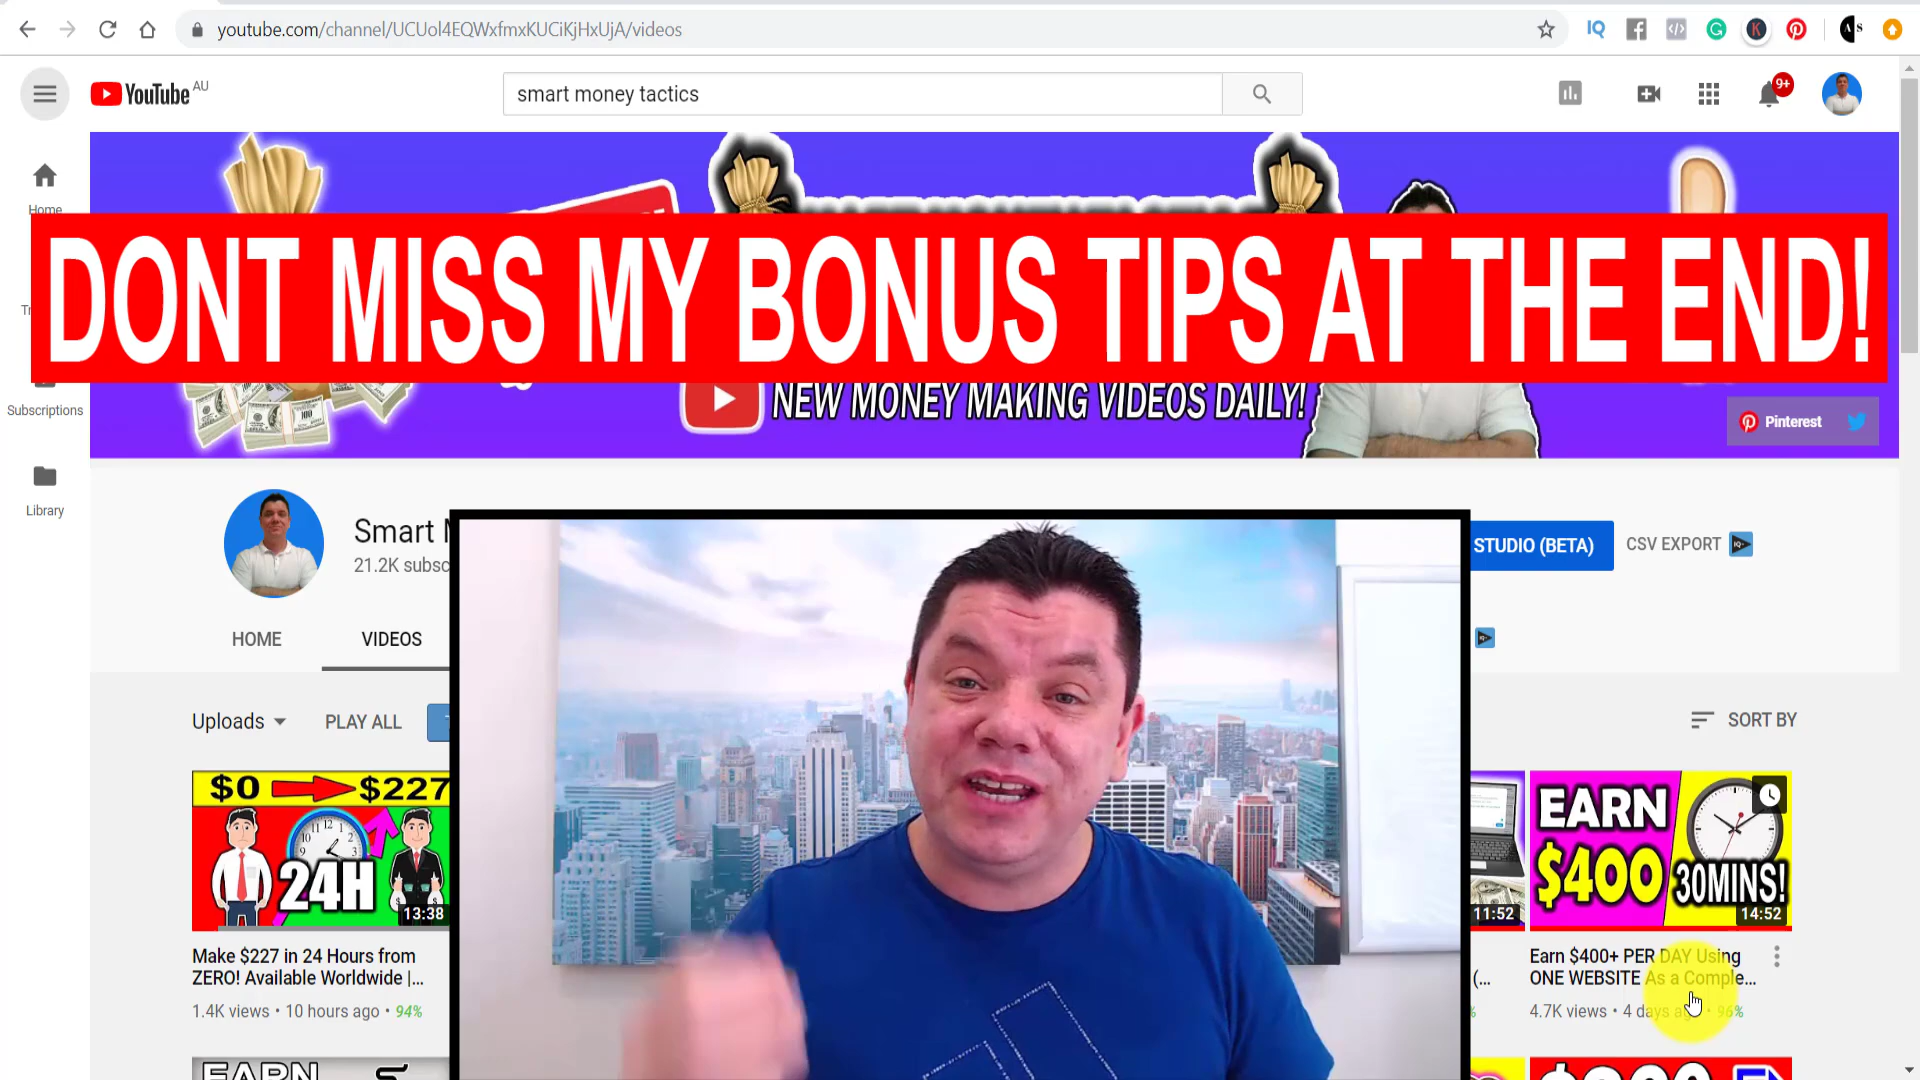 youtube.com/channel/UCUol4EQWxfmxKUCiKjHxUjA/videos
YouTube AU
smart money tactics
9+
Home
DONT MISS MY BONUS TIPS AT THE END!
Subscriptions
NEW MONEY MAKING VIDEOS DAILY!
Pinterest
Library
Smart
21.2K
STUDIO (BETA)
CSV EXPORT
HOME
VIDEOS
Uploads
PLAY ALL
SORT BY
$0 $227
24H
13:38
11:52
EARN
$400
30MINS!
14:52
Make $227 in 24 Hours from
ZERO! Available Worldwide |...
1.4K views • 10 hours ago • 94%
(...
Earn $400+ PER DAY Using
ONE WEBSITE As a Comple...
4.7K views • 4 days ago • 96%
EARN